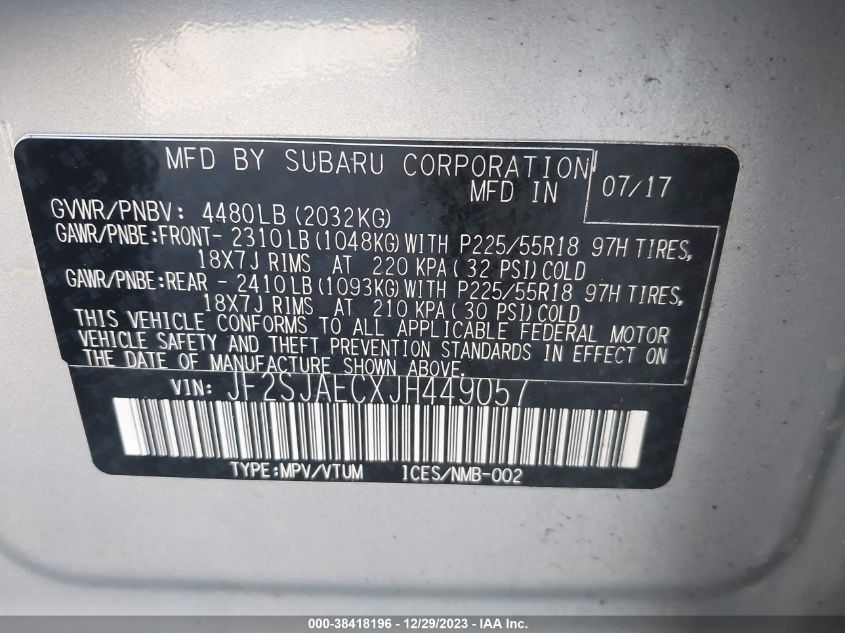 MFD BY SUBARU CORPORATION
MFD IN 07/17
GVWR/PNBV: 4480LB(2032KG)
GAWR/PNBE:FRONT- 2310LB(1048KG)WITH P225/55R18 97H TIRES,
18X7J RIMS AT 220 KPA(32 PSI)COLD
GAWR/PNBE:REAR - 2410LB(1093KG)WITH P225/55R18 97H TIRES,
18X7J RIMS AT 210 KPA(30 PSI)COLD
THIS VEHICLE CONFORMS TO ALL APPLICABLE FEDERAL MOTOR
VEHICLE SAFETY AND THEFT PREVENTION STANDARDS IN EFFECT ON
THE DATE OF MANUFACTURE SHOWN ABOVE.
VIN: JF2SJAECXJH449057
TYPE:MPV/VTUM ICES/NMB-002
000-38418196 - 12/29/2023 - IAA Inc.